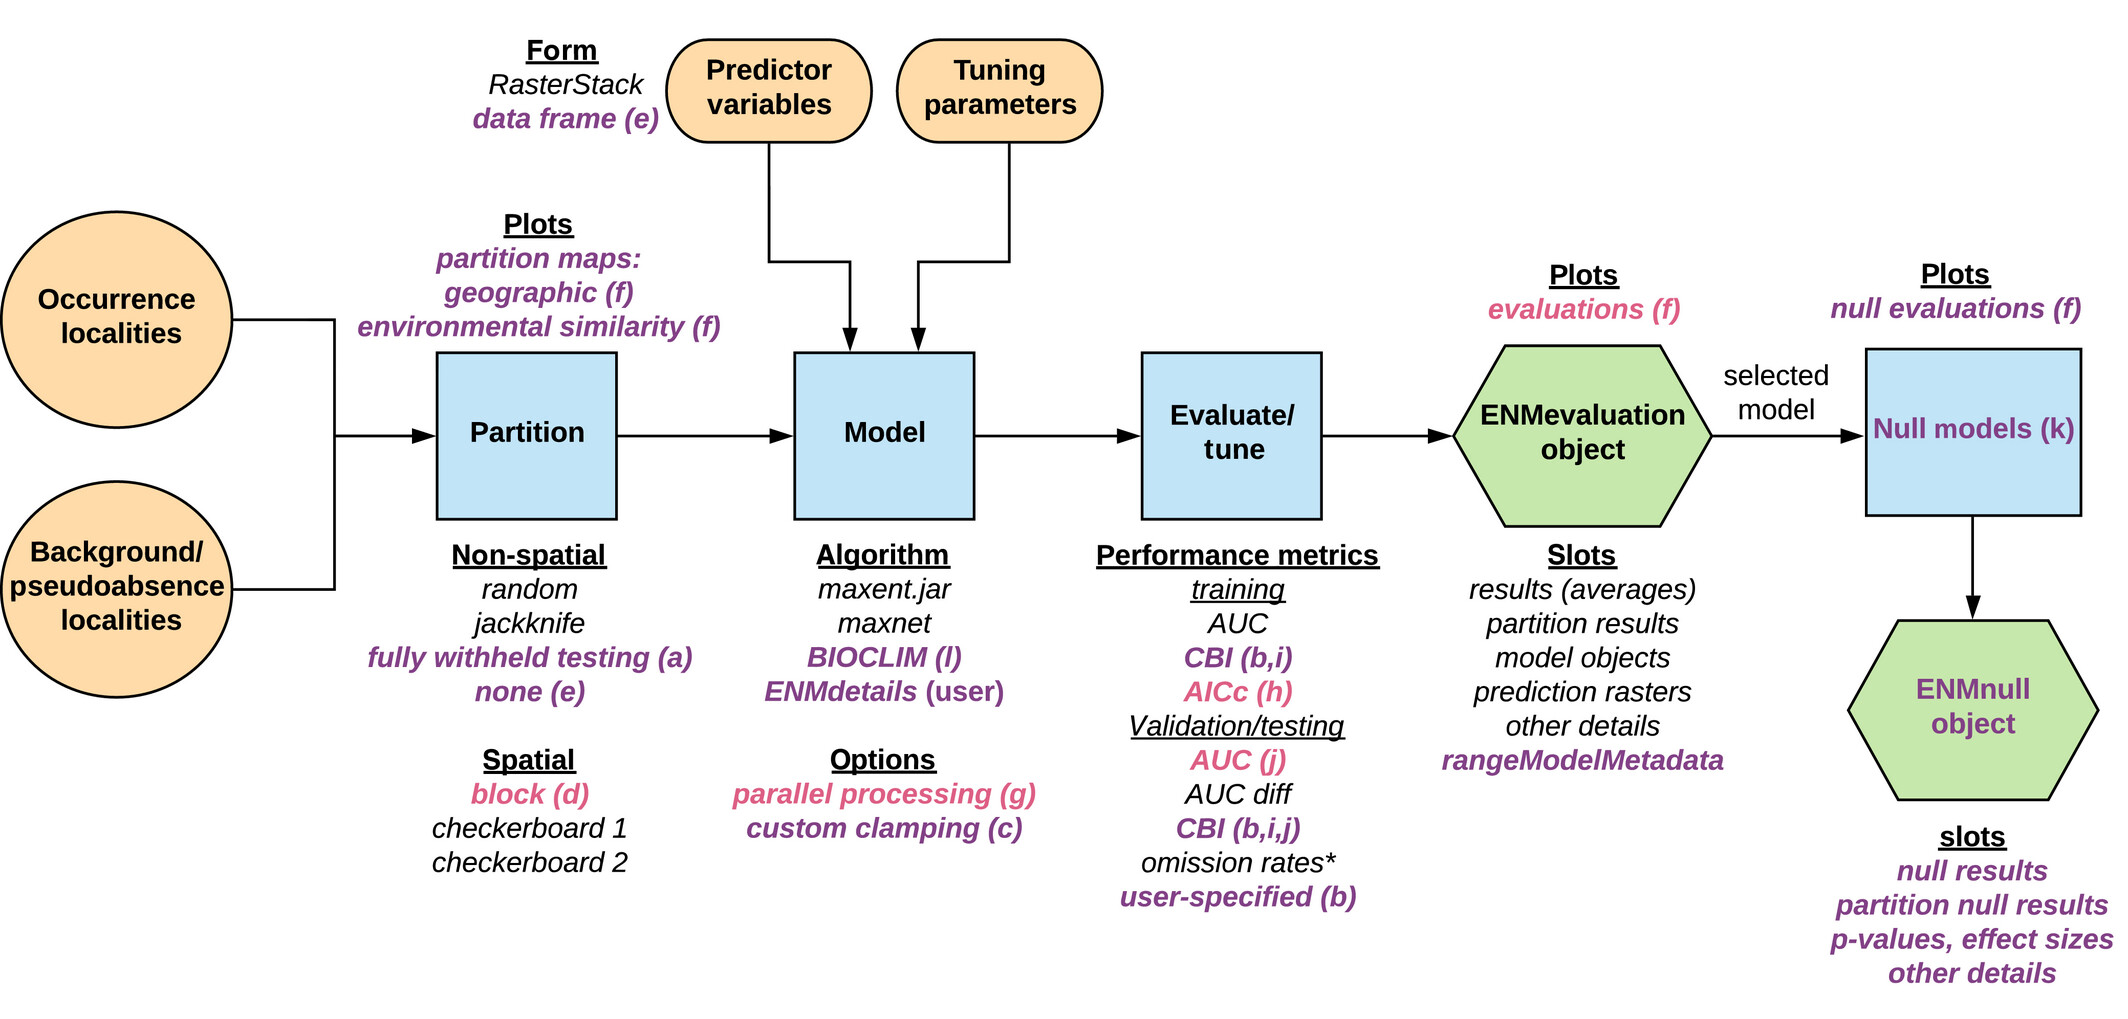 Form
RasterStack
data frame (e)
Predictor
variables
Tuning
parameters
Occurrence
localities
Background/
pseudoabsence
localities
Plots
partition maps:
geographic (f)
environmental similarity (f)
Partition
Non-spatial
random
jackknife
fully withheld testing (a)
none (e)
Spatial
block (d)
checkerboard 1
checkerboard 2
Model
Algorithm
maxent.jar
maxnet
BIOCLIM (l)
ENMdetails (user)
Options
parallel processing (g)
custom clamping (c)
Evaluate/
tune
Performance metrics
training
AUC
CBI (b,i)
AICc (h)
Validation/testing
AUC (j)
AUC diff
CBI (b,i,j)
omission rates*
user-specified (b)
Plots
evaluations (f)
ENMevaluation
object
Slots
results (averages)
partition results
model objects
prediction rasters
other details
rangeModelMetadata
selected
model
Plots
null evaluations (f)
Null models (k)
ENMnull
object
slots
null results
partition null results
p-values, effect sizes
other details